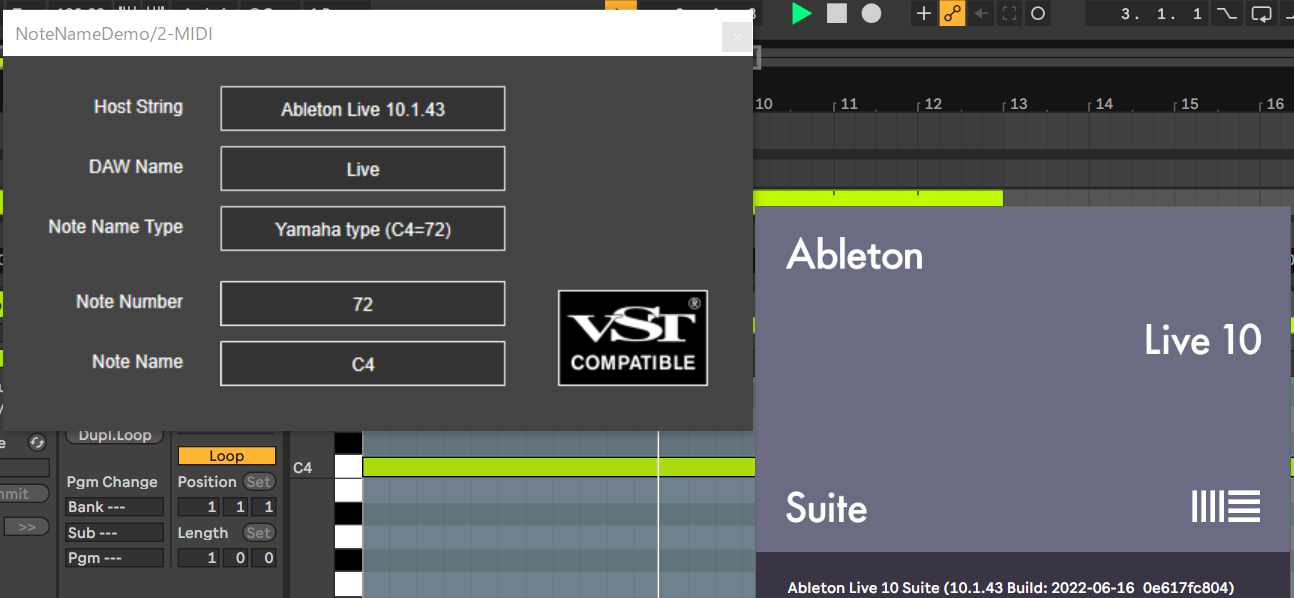 NoteNameDemo/2-MIDI
3. 1. 1
Host String
Ableton Live 10.1.43
DAW Name
Live
Note Name Type
Yamaha type (C4=72)
Note Number
72
Note Name
C4
VST®
COMPATIBLE
10 11 12 13 14 15 16
Ableton
Live 10
Suite
Ableton Live 10 Suite (10.1.43 Build: 2022-06-16_0e617fc804)
Dupl.Loop
Loop
C4
Pgm Change
Position Set
Bank ---
1 1 1
>>
Sub ---
Length Set
Pgm ---
1 0 0